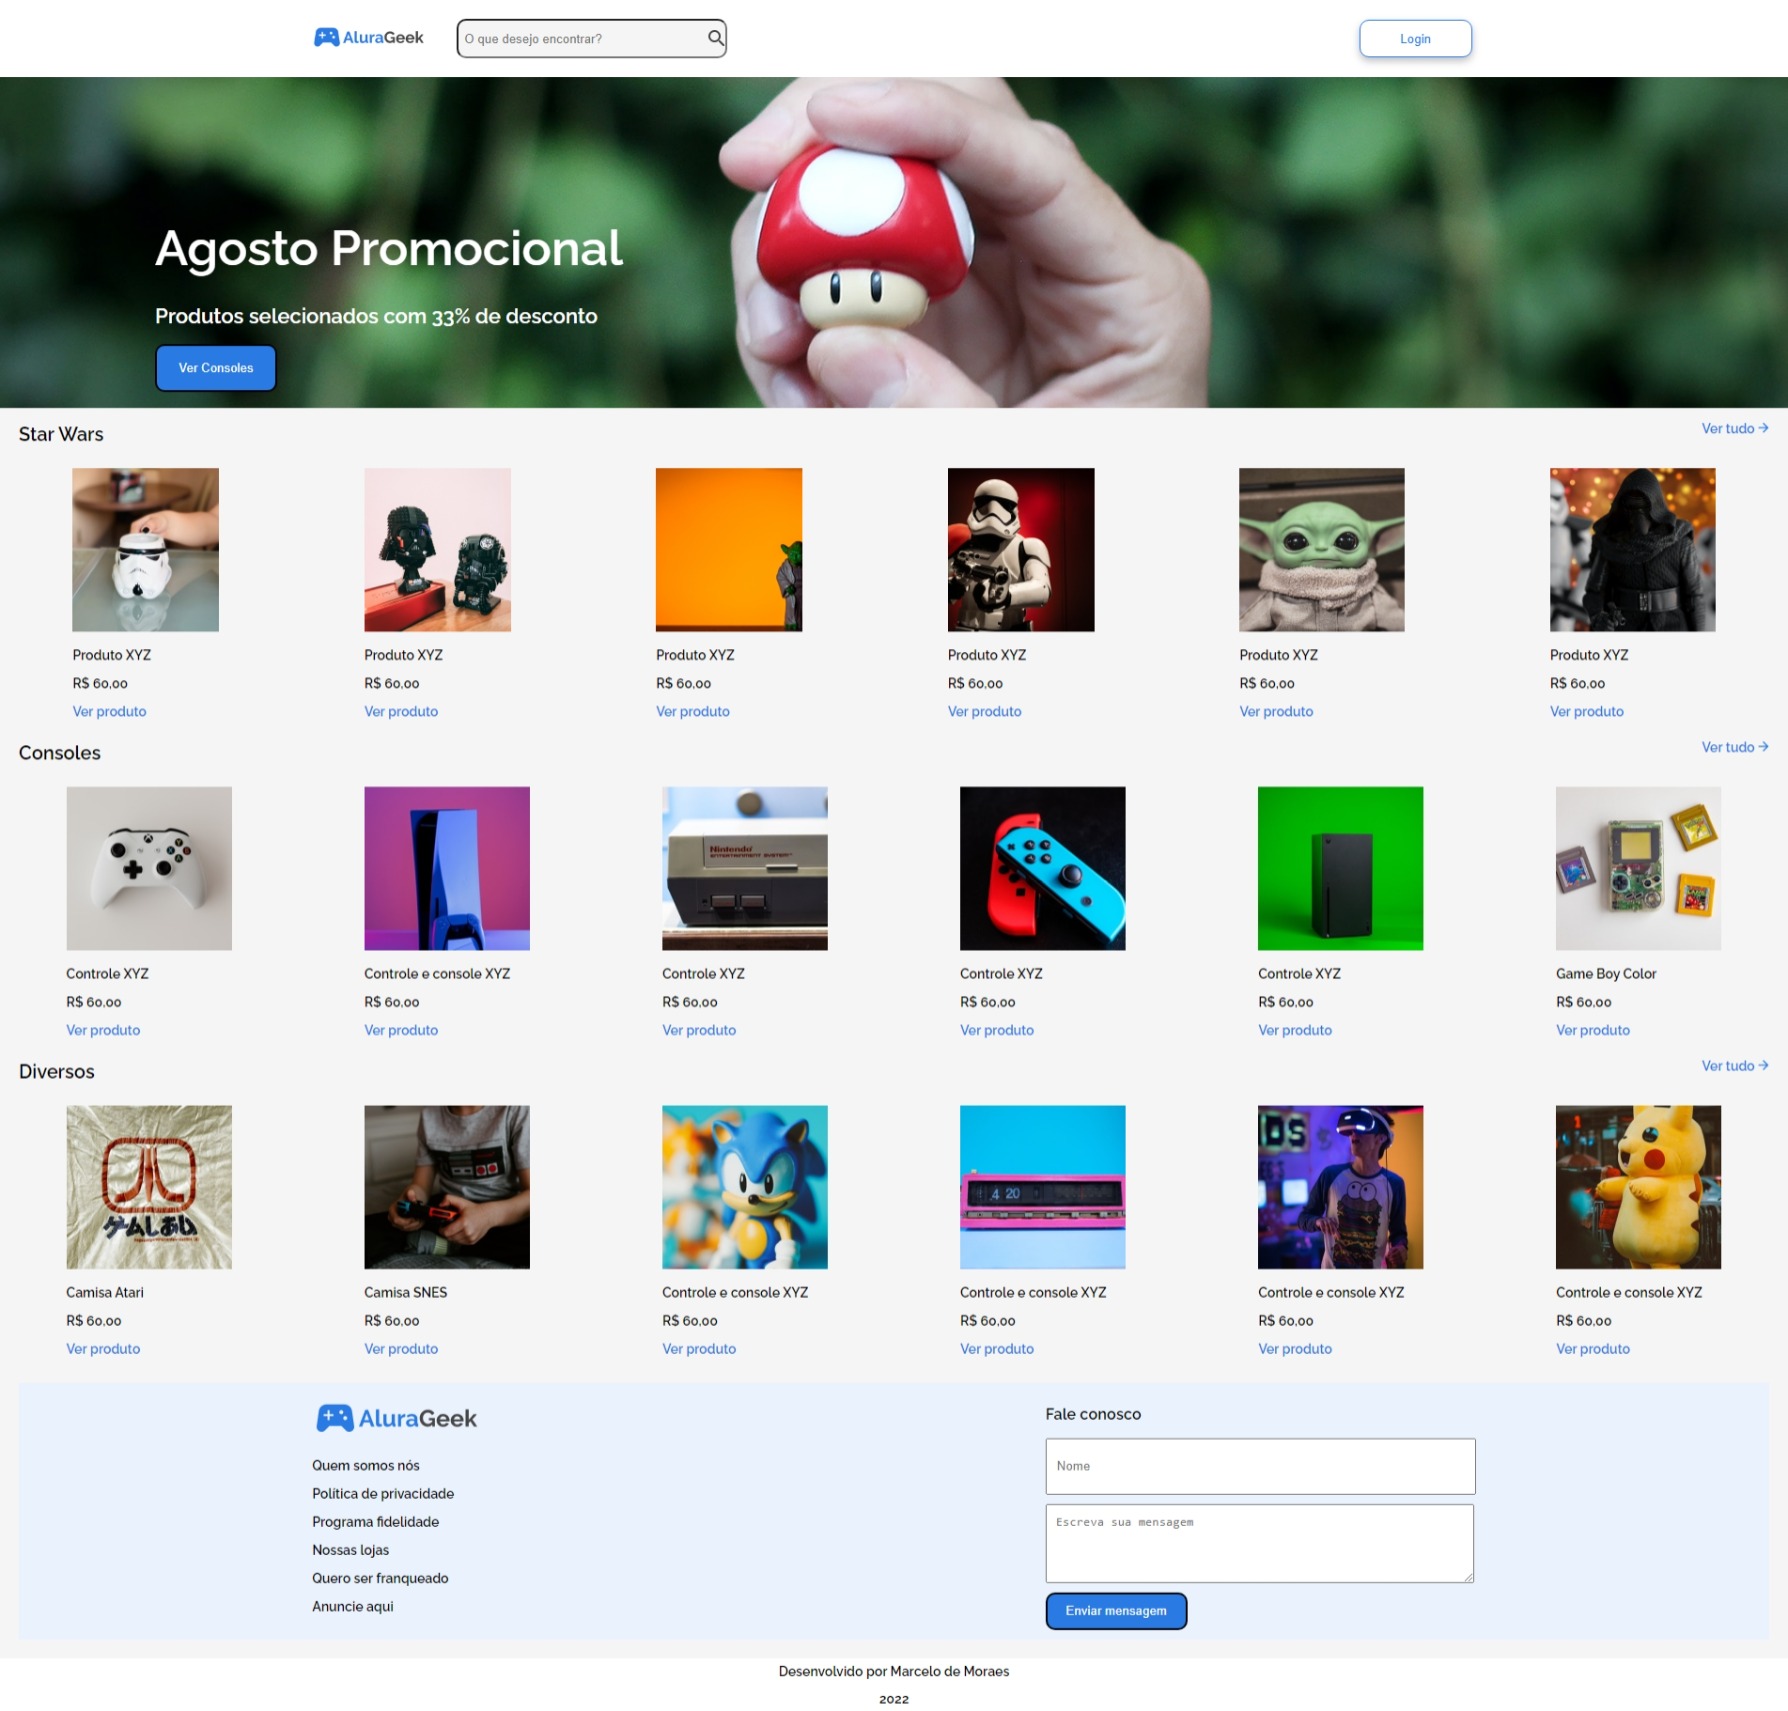 AluraGeek
O que desejo encontrar?
Login
Agosto Promocional
Produtos selecionados com 33% de desconto
Ver Consoles
Star Wars
Ver tudo →
Produto XYZ Produto XYZ Produto XYZ Produto XYZ Produto XYZ Produto XYZ
R$ 60,00 R$ 60,00 R$ 60,00 R$ 60,00 R$ 60,00 R$ 60,00
Ver produto Ver produto Ver produto Ver produto Ver produto Ver produto
Consoles
Ver tudo →
Nintendo
ENTERTAINMENT SYSTEM
Controle XYZ Controle e console XYZ Controle XYZ Controle XYZ Controle XYZ Game Boy Color
R$ 60,00 R$ 60,00 R$ 60,00 R$ 60,00 R$ 60,00 R$ 60,00
Ver produto Ver produto Ver produto Ver produto Ver produto Ver produto
Diversos
Ver tudo →
IDS
4 20
Camisa Atari Camisa SNES Controle e console XYZ Controle e console XYZ Controle e console XYZ Controle e console XYZ
R$ 60,00 R$ 60,00 R$ 60,00 R$ 60,00 R$ 60,00 R$ 60,00
Ver produto Ver produto Ver produto Ver produto Ver produto Ver produto
AluraGeek
Quem somos nós
Política de privacidade
Programa fidelidade
Nossas lojas
Quero ser franqueado
Anuncie aqui
Fale conosco
Nome
Escreva sua mensagem
Enviar mensagem
Desenvolvido por Marcelo de Moraes
2022